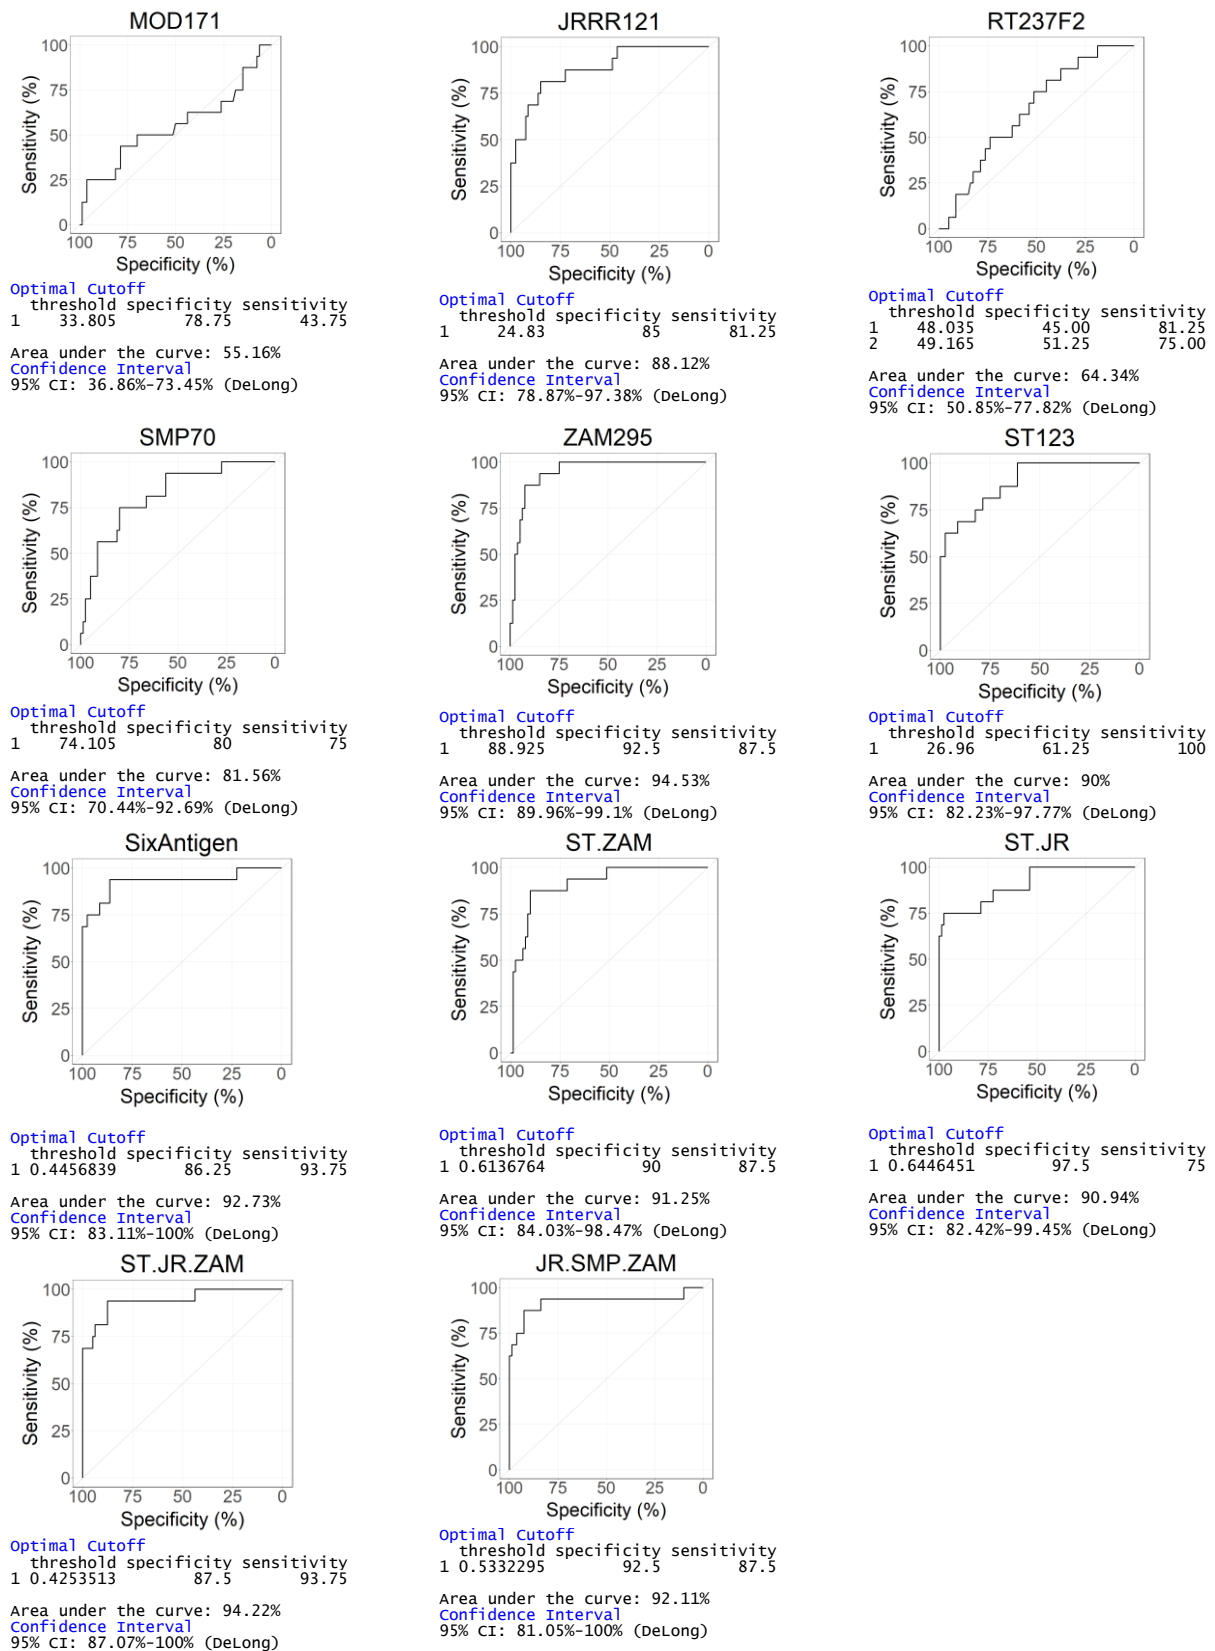 MOD171
100
75
50
25
0
Sensitivity (%)
100 75 50 25 0
Specificity (%)
Optimal Cutoff
threshold specificity sensitivity
1 33.805 78.75 43.75
Area under the curve: 55.16%
Confidence Interval
95% CI: 36.86%-73.45% (DeLong)
JRRR121
100
75
50
25
0
Sensitivity (%)
100 75 50 25 0
Specificity (%)
Optimal Cutoff
threshold specificity sensitivity
1 24.83 85 81.25
Area under the curve: 88.12%
Confidence Interval
95% CI: 78.87%-97.38% (DeLong)
RT237F2
100
75
50
25
0
Sensitivity (%)
100 75 50 25 0
Specificity (%)
Optimal Cutoff
threshold specificity sensitivity
1 48.035 45.00 81.25
2 49.165 51.25 75.00
Area under the curve: 64.34%
Confidence Interval
95% CI: 50.85%-77.82% (DeLong)
SMP70
100
75
50
25
0
Sensitivity (%)
100 75 50 25 0
Specificity (%)
Optimal Cutoff
threshold specificity sensitivity
1 74.105 80 75
Area under the curve: 81.56%
Confidence Interval
95% CI: 70.44%-92.69% (DeLong)
ZAM295
100
75
50
25
0
Sensitivity (%)
100 75 50 25 0
Specificity (%)
Optimal Cutoff
threshold specificity sensitivity
1 88.925 92.5 87.5
Area under the curve: 94.53%
Confidence Interval
95% CI: 89.96%-99.1% (DeLong)
ST123
100
75
50
25
0
Sensitivity (%)
100 75 50 25 0
Specificity (%)
Optimal Cutoff
threshold specificity sensitivity
1 26.96 61.25 100
Area under the curve: 90%
Confidence Interval
95% CI: 82.23%-97.77% (DeLong)
SixAntigen
100
75
50
25
0
Sensitivity (%)
100 75 50 25 0
Specificity (%)
Optimal Cutoff
threshold specificity sensitivity
1 0.4456839 86.25 93.75
Area under the curve: 92.73%
Confidence Interval
95% CI: 83.11%-100% (DeLong)
ST.ZAM
100
75
50
25
0
Sensitivity (%)
100 75 50 25 0
Specificity (%)
Optimal Cutoff
threshold specificity sensitivity
1 0.6136764 90 87.5
Area under the curve: 91.25%
Confidence Interval
95% CI: 84.03%-98.47% (DeLong)
ST.JR
100
75
50
25
0
Sensitivity (%)
100 75 50 25 0
Specificity (%)
Optimal Cutoff
threshold specificity sensitivity
1 0.6446451 97.5 75
Area under the curve: 90.94%
Confidence Interval
95% CI: 82.42%-99.45% (DeLong)
ST.JR.ZAM
100
75
50
25
0
Sensitivity (%)
100 75 50 25 0
Specificity (%)
Optimal Cutoff
threshold specificity sensitivity
1 0.4253513 87.5 93.75
Area under the curve: 94.22%
Confidence Interval
95% CI: 87.07%-100% (DeLong)
JR.SMP.ZAM
100
75
50
25
0
Sensitivity (%)
100 75 50 25 0
Specificity (%)
Optimal Cutoff
threshold specificity sensitivity
1 0.5332295 92.5 87.5
Area under the curve: 92.11%
Confidence Interval
95% CI: 81.05%-100% (DeLong)